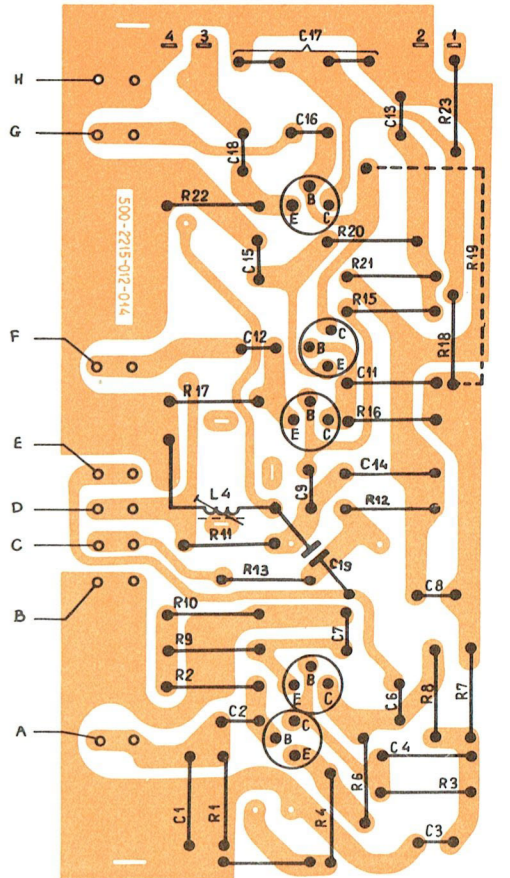 C17
4 3 2 1
H
G
C16
C13
R23
C18
B
E C
R22
R20
500-2215-012-044
C15
R19
R21
R15
C
F
C12
B
R18
E
C11
R17
B
R16
E C
E
C14
L4
C9
D
R12
C
R11
C19
R13
B
C8
R10
C7
R9
B
R2
E C
C6
R8
R7
C2
C
A
B
E
C4
R6
C1
R1
R4
R3
C3